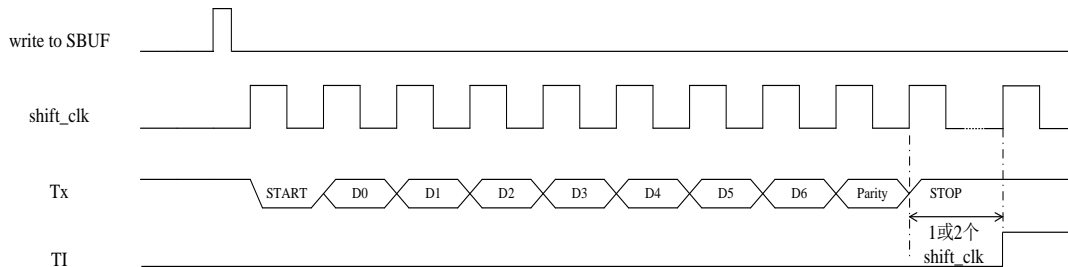 write to SBUF
shift_clk
Tx START D0 D1 D2 D3 D4 D5 D6 Parity STOP
1或2个
shift_clk
TI